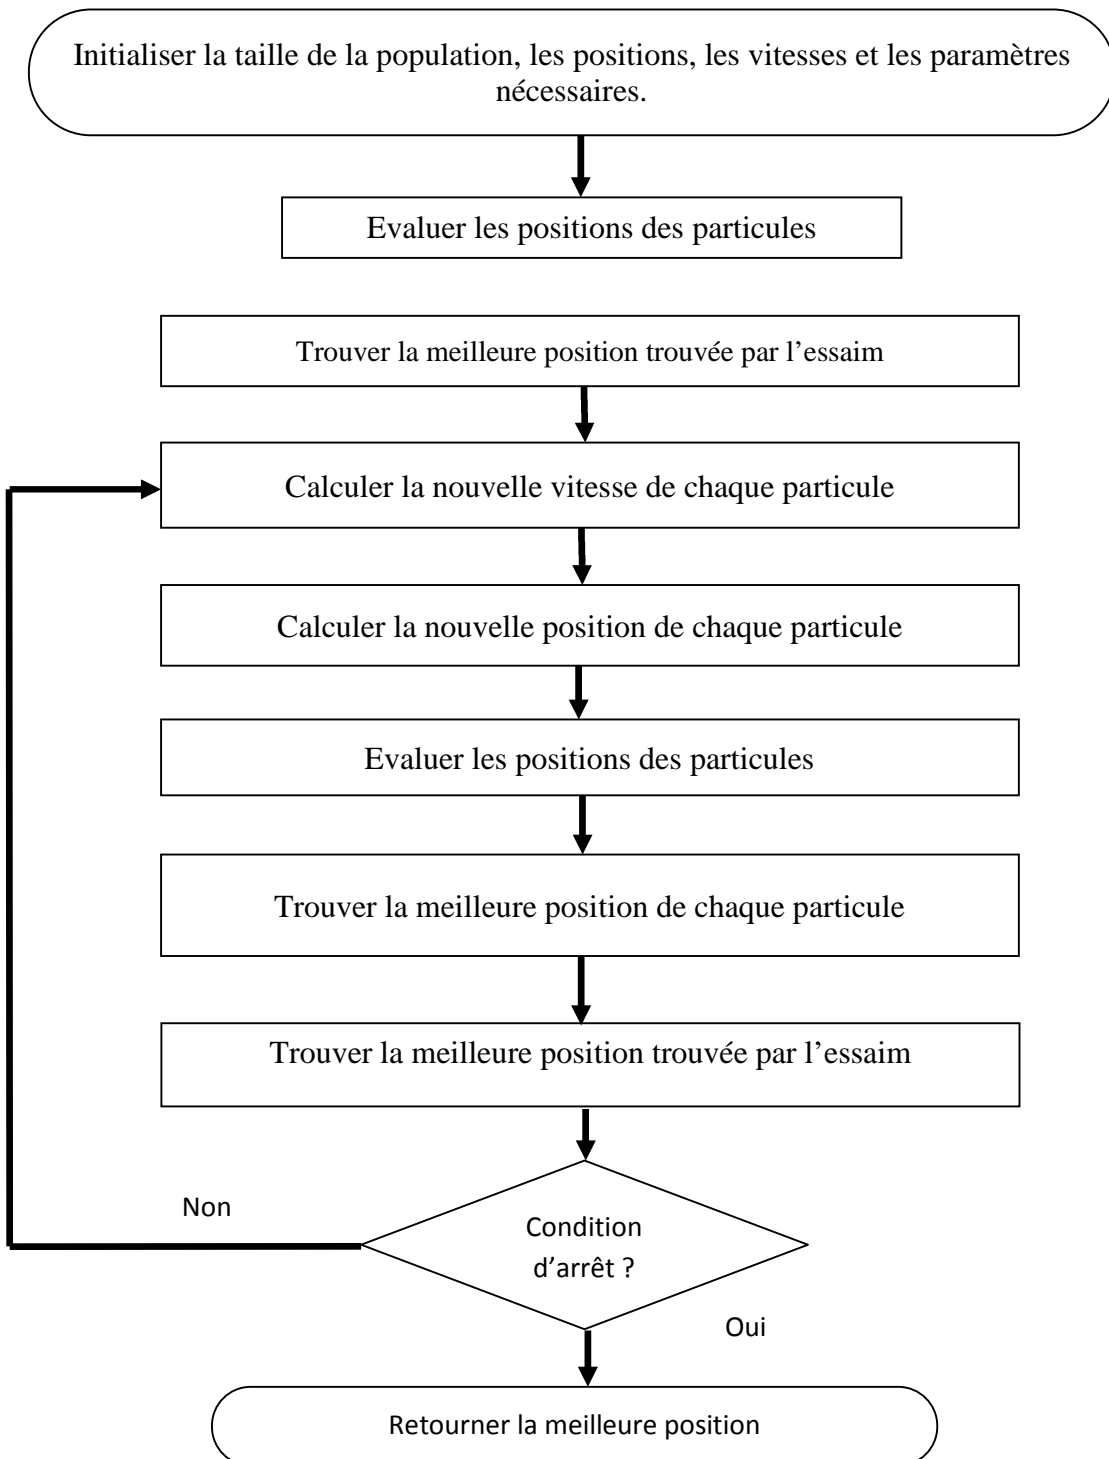 Initialiser la taille de la population, les positions, les vitesses et les paramètres
nécessaires.
Evaluer les positions des particules
Trouver la meilleure position trouvée par l’essaim
Calculer la nouvelle vitesse de chaque particule
Calculer la nouvelle position de chaque particule
Evaluer les positions des particules
Trouver la meilleure position de chaque particule
Trouver la meilleure position trouvée par l’essaim
Non
Condition
d’arrêt ?
Oui
Retourner la meilleure position